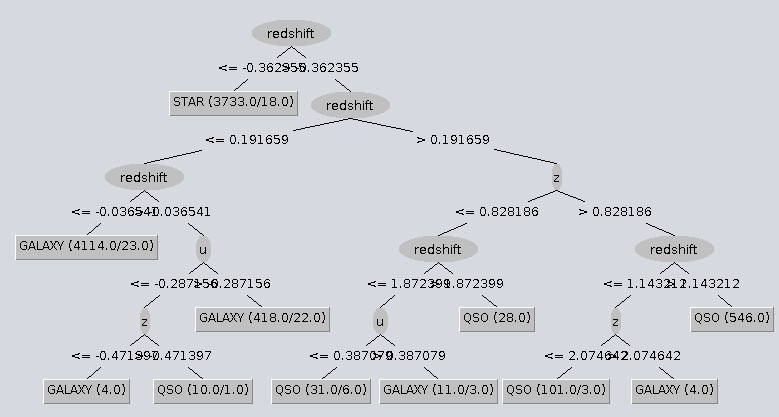 redshift
<= -0.362355 > -0.362355
STAR (3733.0/18.0) redshift
<= 0.191659 > 0.191659
redshift z
<= -0.036541 > -0.036541 <= 0.828186 > 0.828186
GALAXY (4114.0/23.0) u redshift redshift
<= -0.287156 > -0.287156 <= 1.872399 > 1.872399 <= 1.143212 > 1.143212
z GALAXY (418.0/22.0) u QSO (28.0) z QSO (546.0)
<= -0.471397 > -0.471397 <= 0.387079 > 0.387079 <= 2.074642 > 2.074642
GALAXY (4.0) QSO (10.0/1.0) QSO (31.0/6.0) GALAXY (11.0/3.0) QSO (101.0/3.0) GALAXY (4.0)